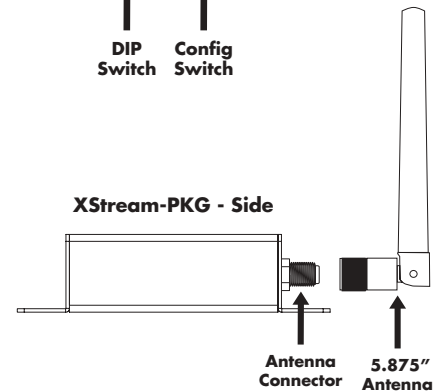 DIP Config
Switch Switch
XStream-PKG - Side
Antenna 5.875″
Connector Antenna